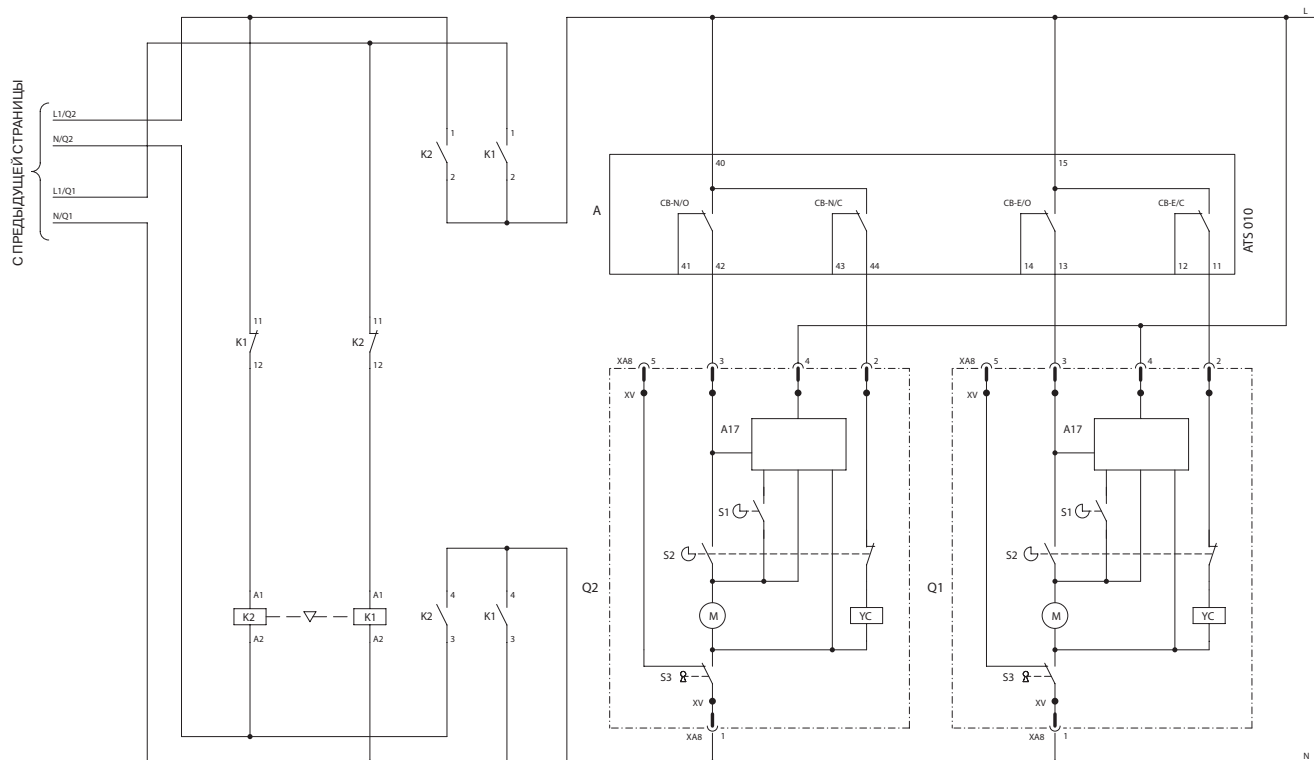 L
С ПРЕДЫДУЩЕЙ СТРАНИЦЫ
L1/Q2
N/Q2
L1/Q1
N/Q1
1
1
K2
K1
2
2
40
15
A
CB-N/O
CB-N/C
CB-E/O
CB-E/C
ATS 010
41
42
43
44
14
13
12
11
11
11
K1
K2
12
12
XA8
5
3
4
2
XA8
5
3
4
2
XV
XV
A17
A17
S1
S1
S2
S2
Q2
Q1
A1
A1
4
4
K2
K1
K2
K1
M
YC
M
YC
A2
A2
3
3
S3
S3
XV
XV
XA8
1
XA8
1
N